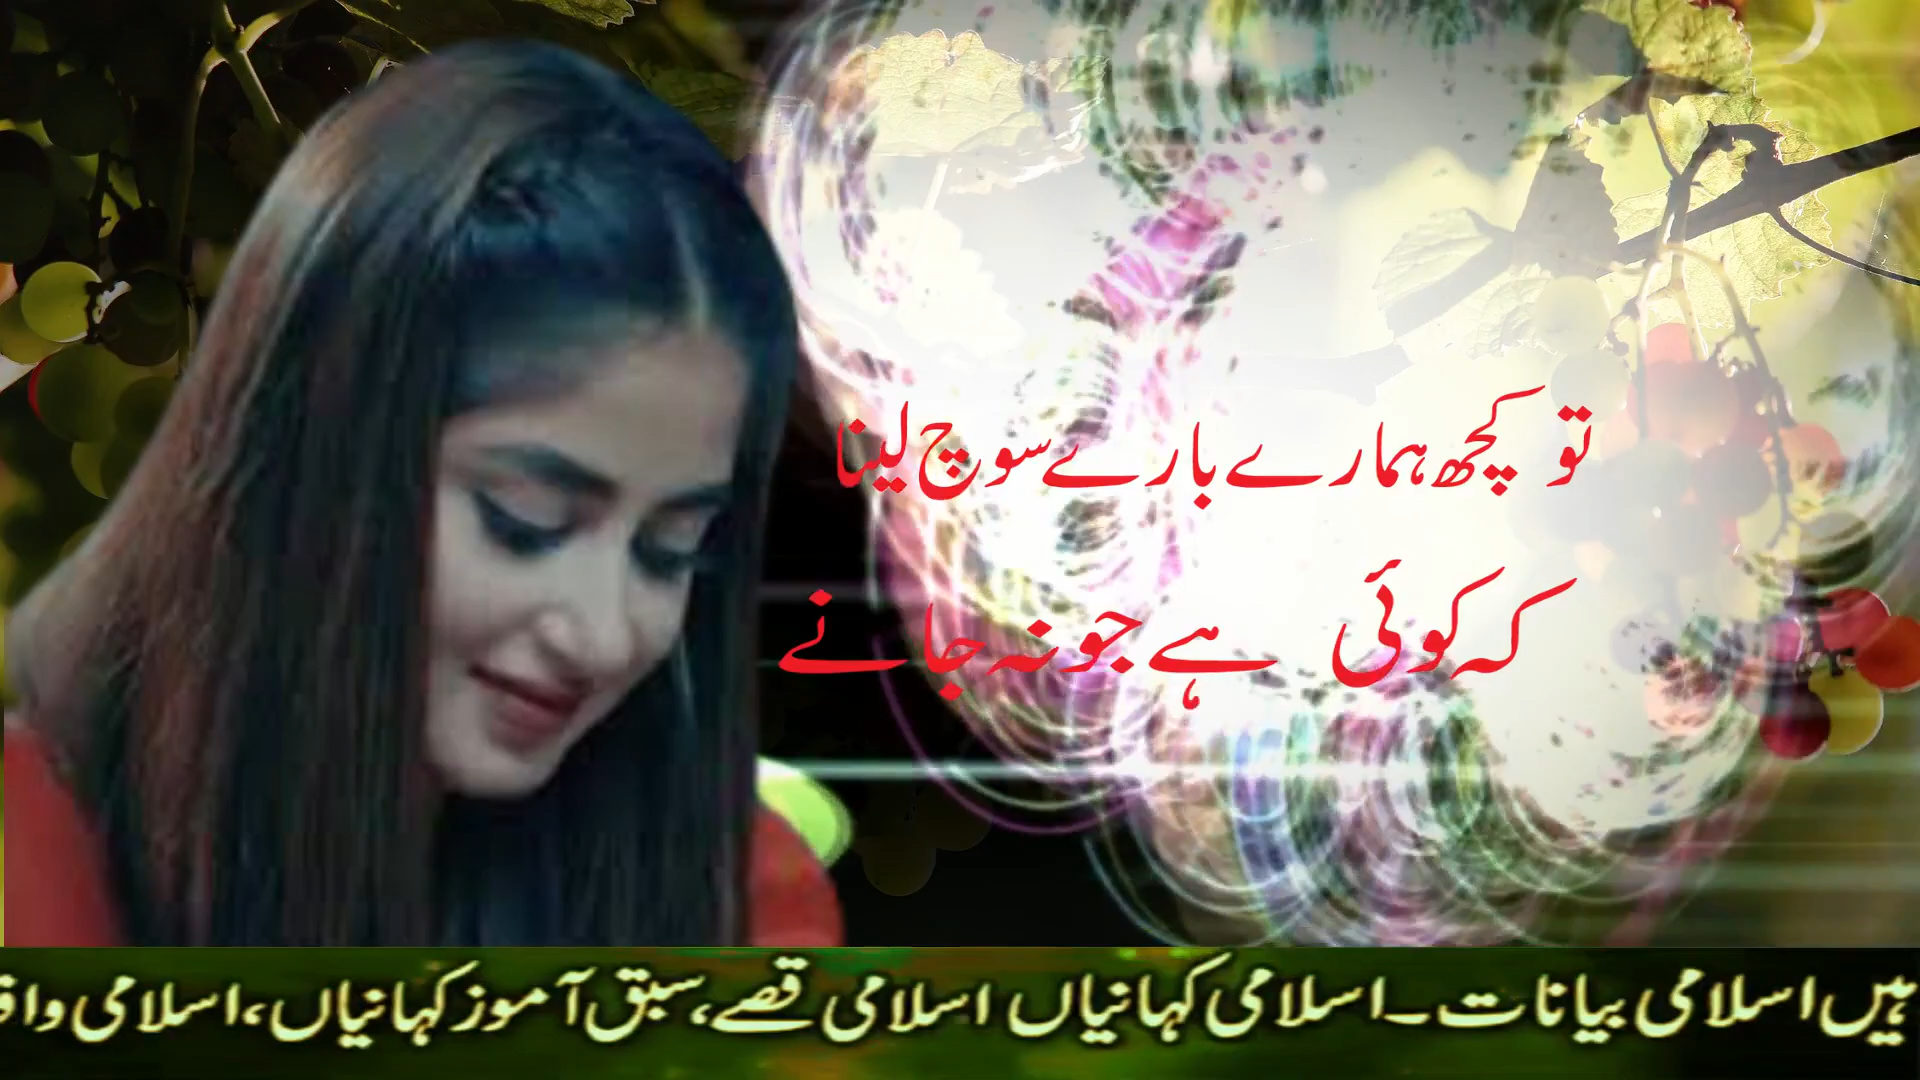 تو کچھ ہمارے بارے سوچ لینا
کہ کوئی ہے جو نہ جانے
ہیں اسلامی بیانات۔اسلامی کہانیاں اسلامی قصے،سبق آموز کہانیاں،اسلامی